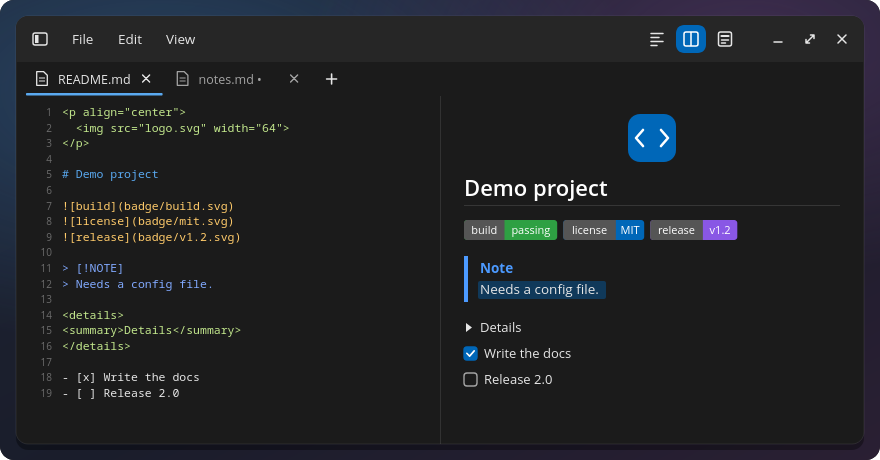 File Edit View
README.md notes.md •
1 <p align="center">
2   <img src="logo.svg" width="64">
3 </p>
4
5 # Demo project
6
7 ![build](badge/build.svg)
8 ![license](badge/mit.svg)
9 ![release](badge/v1.2.svg)
10
11 > [!NOTE]
12 > Needs a config file.
13
14 <details>
15 <summary>Details</summary>
16 </details>
17
18 - [x] Write the docs
19 - [ ] Release 2.0
Demo project
build passing license MIT release v1.2
Note
Needs a config file.
Details
Write the docs
Release 2.0